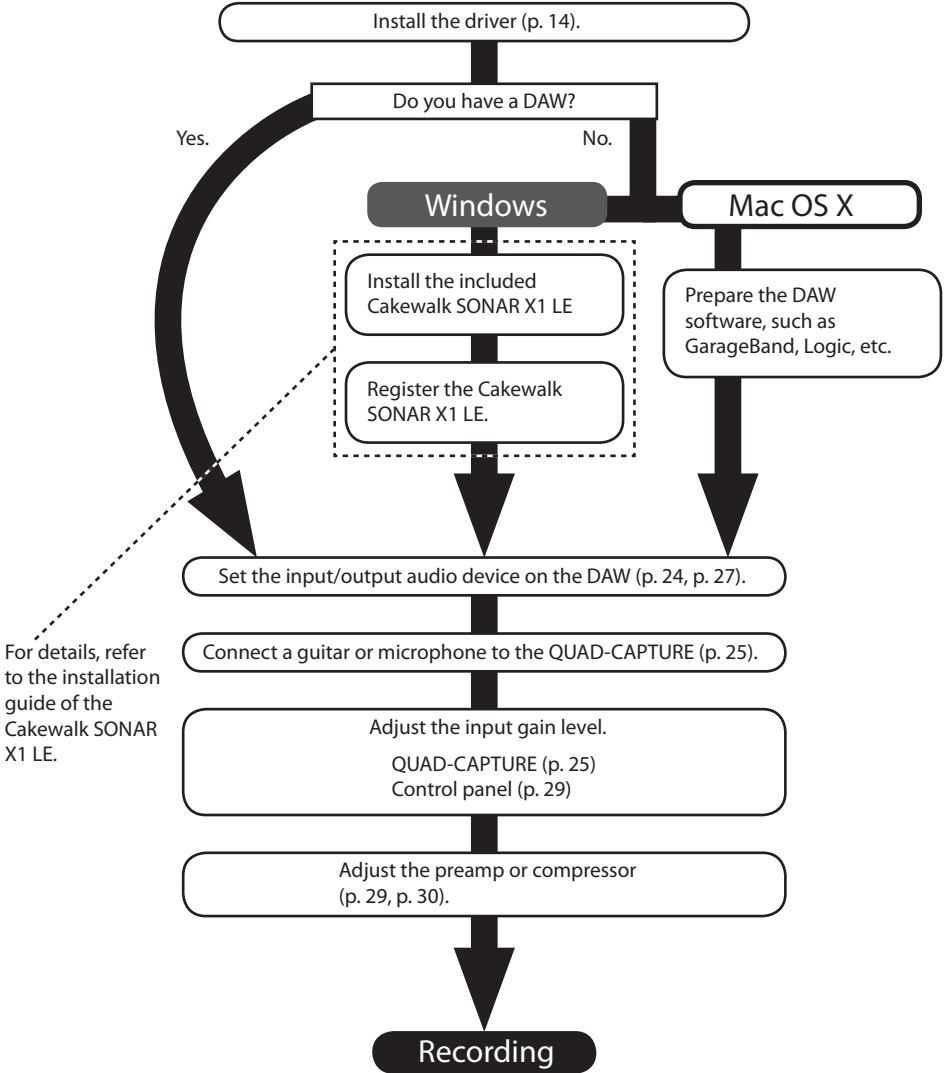 Install the driver (p. 14).
Do you have a DAW?
Yes.
No.
Windows
Mac OS X
Install the included
Cakewalk SONAR X1 LE
Register the Cakewalk
SONAR X1 LE.
Prepare the DAW
software, such as
GarageBand, Logic, etc.
For details, refer
to the installation
guide of the
Cakewalk SONAR
X1 LE.
Set the input/output audio device on the DAW (p. 24, p. 27).
Connect a guitar or microphone to the QUAD-CAPTURE (p. 25).
Adjust the input gain level.
QUAD-CAPTURE (p. 25)
Control panel (p. 29)
Adjust the preamp or compressor
(p. 29, p. 30).
Recording